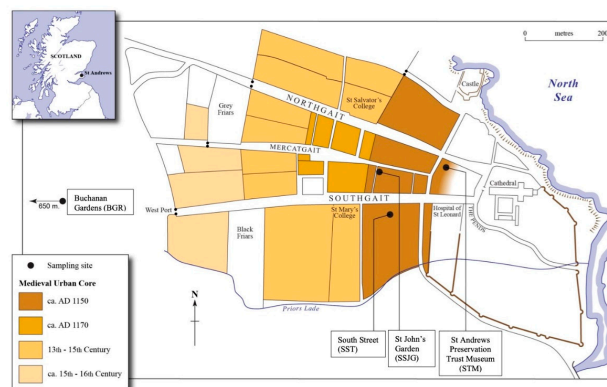 SCOTLAND
St Andrews
0
metres
200
North
Sea
Castle
St Salvator's
College
Grey
Friars
NORTHGAIT
MERCATGAIT
Cathedral
Buchanan
Gardens (BGR)
650 m.
West Port
SOUTHGAIT
St Mary's
College
Hospital of
St Leonard
THE PENDS
Black
Friars
Sampling site
Medieval Urban Core
ca. AD 1150
ca. AD 1170
13th - 15th Century
ca. 15th - 16th Century
N
Priors Lade
South Street
(SST)
St John's
Garden
(SSJG)
St Andrews
Preservation
Trust Museum
(STM)